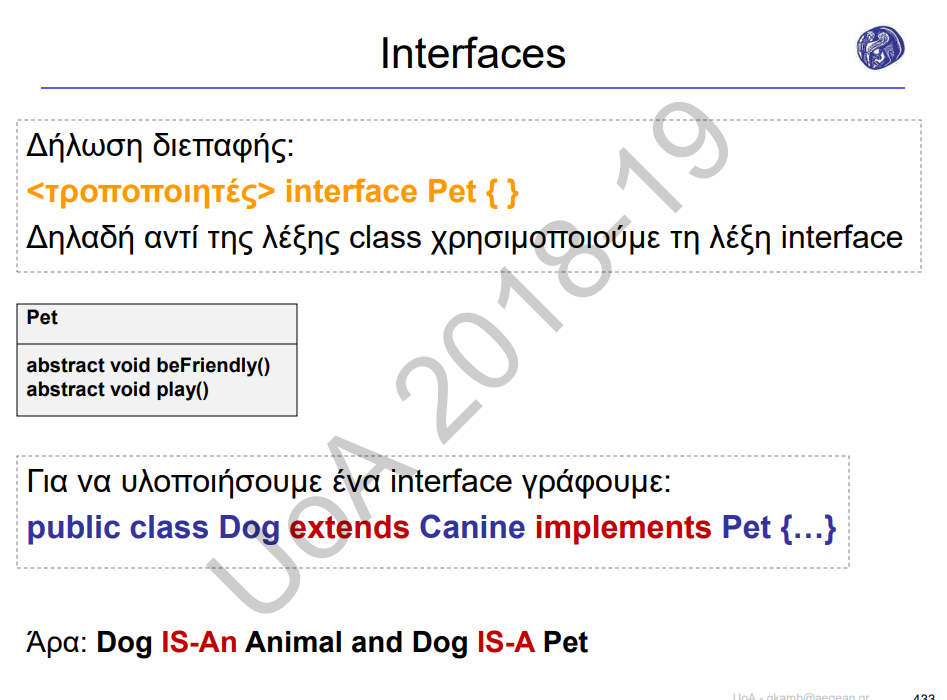 Interfaces
Δήλωση διεπαφής:
<τροποποιητές> interface Pet { }
Δηλαδή αντί της λέξης class χρησιμοποιούμε τη λέξη interface
Pet
abstract void beFriendly()
abstract void play()
Για να υλοποιήσουμε ένα interface γράφουμε:
public class Dog extends Canine implements Pet {…}
Άρα: Dog IS-An Animal and Dog IS-A Pet
UoA 2018-19
UoA - gkamb@aegean.gr
433